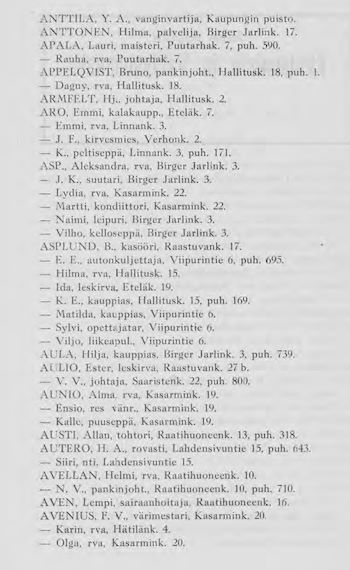 ANTTILA, Y. A., vanginvartija, Kaupungin puisto.
ANTTONEN, Hilma, palvelija, Birger Jarlink. 17.
APALA, Lauri, maisteri, Puutarhak. 7, puh. 590.
— Rauha, rva, Puutarhak. 7.
APPELQVIST, Bruno, pankinjoht., Hallitusk. 18, puh. 1.
— Dagny, rva, Hallitusk. 18.
ARMFELT, Hj., johtaja, Hallitusk. 2.
ARO, Emmi, kalakaupp., Eteläk. 7.
— Emmi, rva, Linnank. 3.
— J. F., kirvesmies, Verhonk. 2.
— K., peltiseppä, Linnank. 3, puh. 171.
ASP., Aleksandra, rva, Birger Jarlink. 3.
— J. K., suutari, Birger Jarlink. 3.
— Lydia, rva, Kasarmink. 22.
— Martti, kondiittori, Kasarmink. 22.
— Naimi, leipuri, Birger Jarlink. 3.
— Vilho, kelloseppä, Birger Jarlink. 3.
ASPLUND, B., kasööri, Raastuvank. 17.
— E. E., autonkuljettaja, Viipurintie 6, puh. 695.
— Hilma, rva, Hallitusk. 15.
— Ida, leskirva, Eteläk. 19.
— K. E., kauppias, Hallitusk. 15, puh. 169.
— Matilda, kauppias, Viipurintie 6.
— Sylvi, opettajatar, Viipurintie 6.
— Viljo, liikeapul., Viipurintie 6.
AULA, Hilja, kauppias, Birger Jarlink. 3, puh. 739.
AULIO, Ester, leskirva, Raastuvank. 27 b.
— V. V., johtaja, Saaristenk. 22, puh. 800.
AUNIO, Alma, rva, Kasarmink. 19.
— Ensio, res vänr., Kasarmink. 19.
— Kalle, puuseppä, Kasarmink. 19.
AUSTI, Allan, tohtori, Raatihuoneenk. 13, puh. 318.
AUTERO, H. A., rovasti, Lahdensivuntie 15, puh. 643.
— Siiri, nti, Lahdensivuntie 15.
AVELLAN, Helmi, rva, Raatihuoneenk. 10.
— N. V., pankinjoht., Raatihuoneenk. 10, puh. 710.
AVEN, Lempi, sairaanhoitaja, Raatihuoneenk. 16.
AVENIUS, F. V., värimestari, Kasarmink. 20.
— Karin, rva, Hätilänk. 4.
— Olga, rva, Kasarmink. 20.